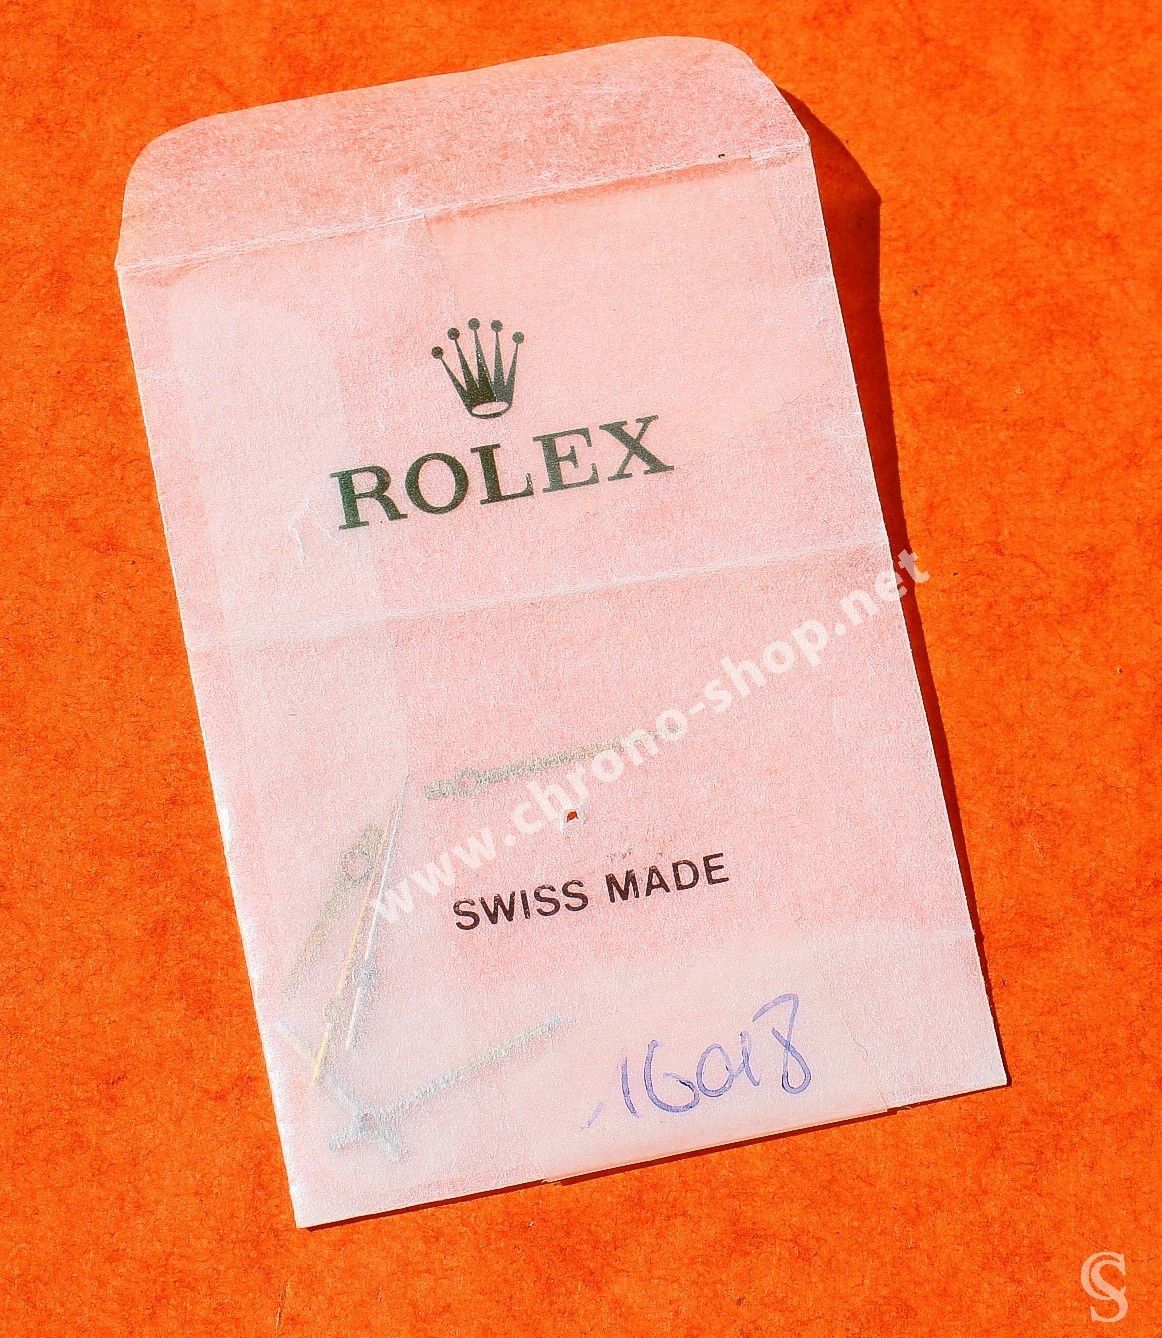 ROLEX
www.chrono-shop.net
SWISS MADE
16018